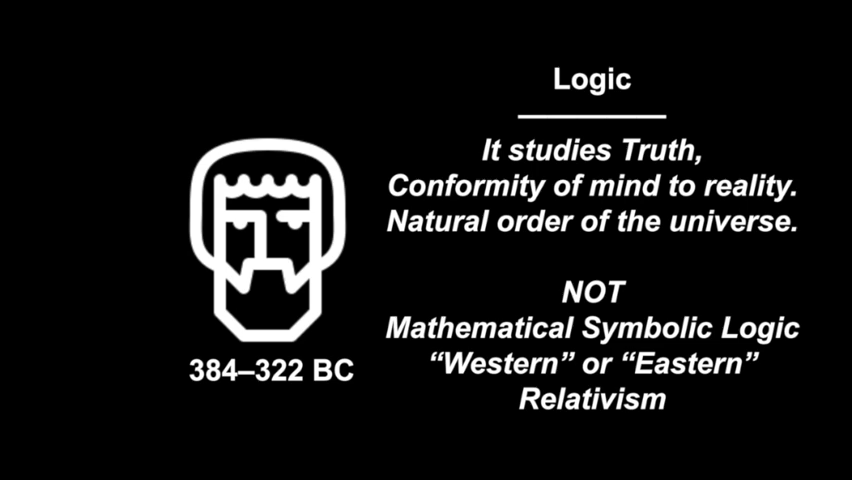 Logic
It studies Truth,
Conformity of mind to reality.
Natural order of the universe.
NOT
Mathematical Symbolic Logic
“Western” or “Eastern”
Relativism
384–322 BC